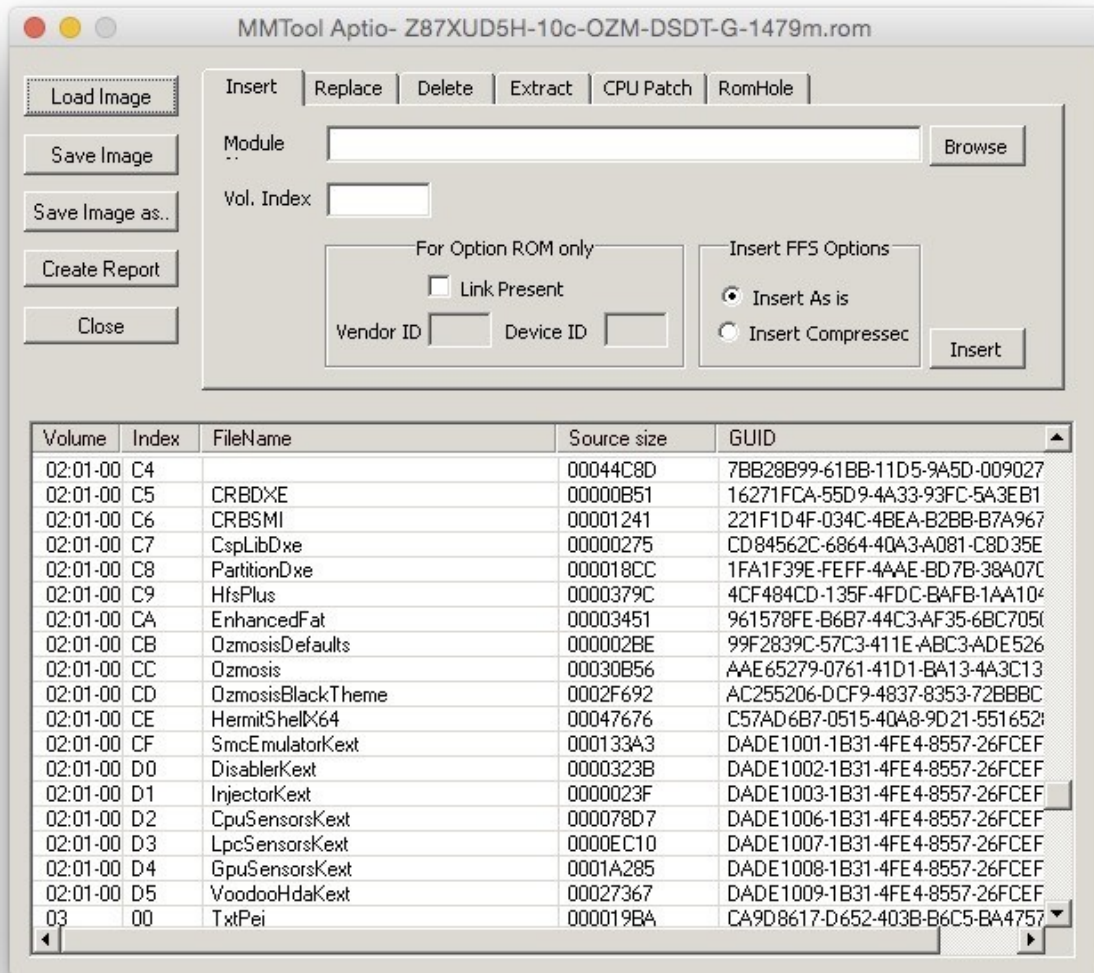 MMTool Aptio- Z87XUD5H-10c-OZM-DSDT-G-1479m.rom
Load Image
Save Image
Save Image as..
Create Report
Close
Insert Replace Delete Extract CPU Patch RomHole
Module
Browse
Vol. Index
For Option ROM only
Link Present
Vendor ID Device ID
Insert FFS Options
Insert As is
Insert Compressec
Insert
Volume Index FileName Source size GUID
02:01-00 C4 00044C8D 7BB28B99-61BB-11D5-9A5D-009027
02:01-00 C5 CRBDXE 00000B51 16271FCA-55D9-4A33-93FC-5A3EB1
02:01-00 C6 CRBSMI 00001241 221F1D4F-034C-4BEA-B2BB-B7A967
02:01-00 C7 CspLibDxe 00000275 CD84562C-6864-40A3-A081-C8D35E
02:01-00 C8 PartitionDxe 000018CC 1FA1F39E-FEFF-4AAE-BD7B-38A07C
02:01-00 C9 HfsPlus 0000379C 4CF484CD-135F-4FDC-BAFB-1AA104
02:01-00 CA EnhancedFat 00003451 961578FE-B6B7-44C3-AF35-6BC705
02:01-00 CB OzmosisDefaults 000002BE 99F2839C-57C3-411E-ABC3-ADE526
02:01-00 CC Ozmosis 00030B56 AAE65279-0761-41D1-BA13-4A3C13
02:01-00 CD OzmosisBlackTheme 0002F692 AC255206-DCF9-4837-8353-72BBBC
02:01-00 CE HermitShellX64 00047676 C57AD6B7-0515-40A8-9D21-551652
02:01-00 CF SmcEmulatorKext 000133A3 DADE1001-1B31-4FE4-8557-26FCEF
02:01-00 D0 DisablerKext 0000323B DADE1002-1B31-4FE4-8557-26FCEF
02:01-00 D1 InjectorKext 0000023F DADE1003-1B31-4FE4-8557-26FCEF
02:01-00 D2 CpuSensorsKext 000078D7 DADE1006-1B31-4FE4-8557-26FCEF
02:01-00 D3 LpcSensorsKext 0000EC10 DADE1007-1B31-4FE4-8557-26FCEF
02:01-00 D4 GpuSensorsKext 0001A285 DADE1008-1B31-4FE4-8557-26FCEF
02:01-00 D5 VoodooHdaKext 00027367 DADE1009-1B31-4FE4-8557-26FCEF
03 00 TxtPei 000019BA CA9D8617-D652-403B-B6C5-BA4757